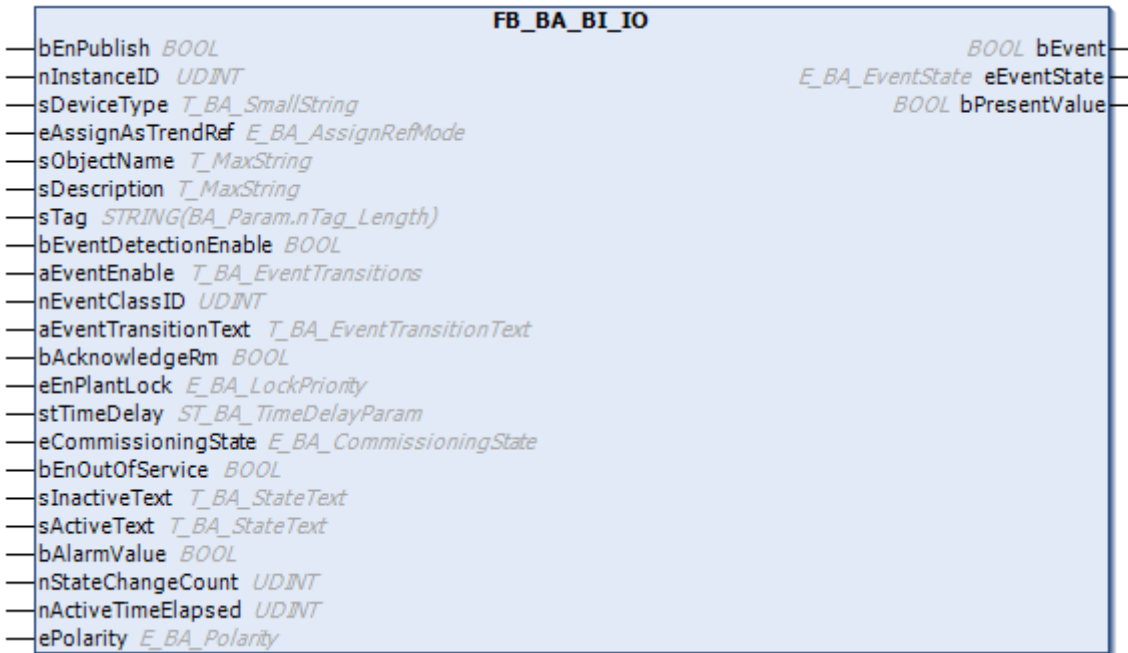 FB_BA_BI_IO
bEnPublish BOOL BOOL bEvent
nInstanceID UDINT E_BA_EventState eEventState
sDeviceType T_BA_SmallString BOOL bPresentValue
eAssignAsTrendRef E_BA_AssignRefMode
sObjectName T_MaxString
sDescription T_MaxString
sTag STRING(BA_Param.nTag_Length)
bEventDetectionEnable BOOL
aEventEnable T_BA_EventTransitions
nEventClassID UDINT
aEventTransitionText T_BA_EventTransitionText
bAcknowledgeRm BOOL
eEnPlantLock E_BA_LockPriority
stTimeDelay ST_BA_TimeDelayParam
eCommissioningState E_BA_CommissioningState
bEnOutOfService BOOL
sInactiveText T_BA_StateText
sActiveText T_BA_StateText
bAlarmValue BOOL
nStateChangeCount UDINT
nActiveTimeElapsed UDINT
ePolarity E_BA_Polarity